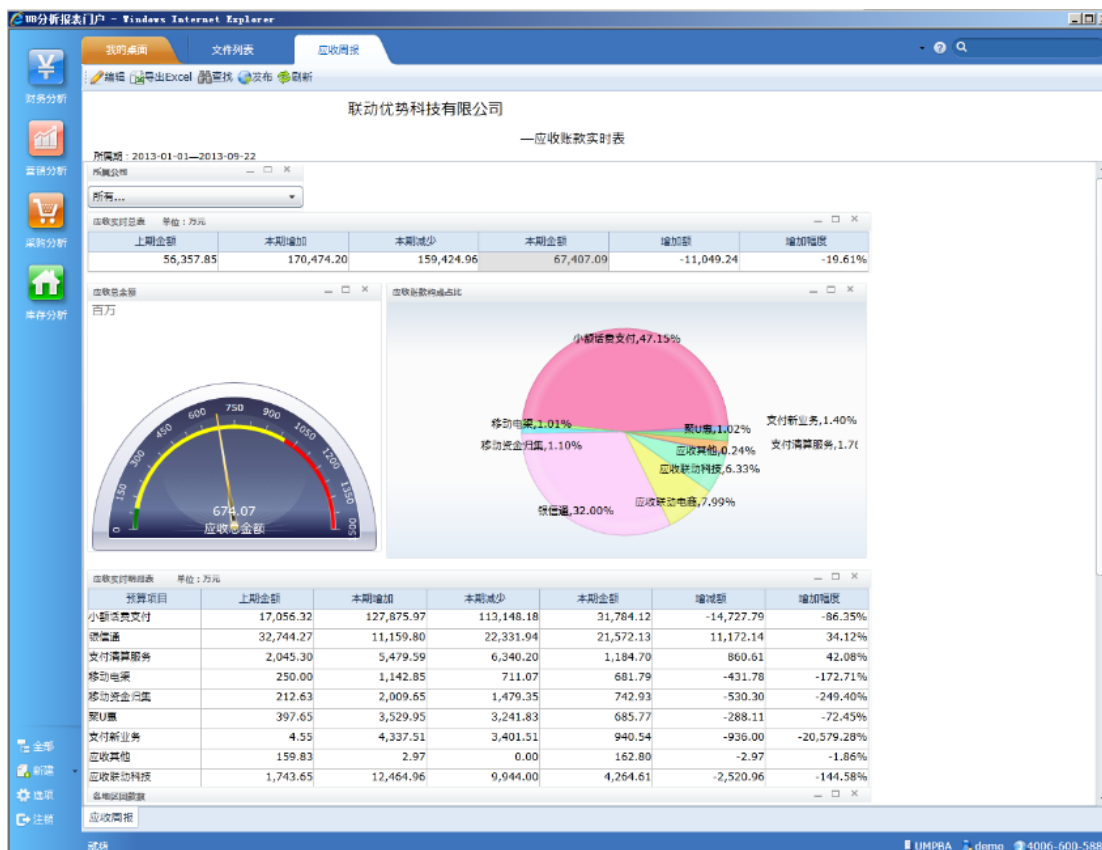 U8分析报表门户 - Windows Internet Explorer
我的桌面 文件列表 应收周报
编辑 导出Excel 查找 发布 刷新
财务分析
营销分析
采购分析
库存分析
联动优势科技有限公司
—应收账款实时表
所属期：2013-01-01—2013-09-22
所属公司
所有...
应收实时总表 单位：万元
上期金额 本期增加 本期减少 本期金额 增加额 增加幅度
56,357.85 170,474.20 159,424.96 67,407.09 -11,049.24 -19.61%
应收总金额
百万
0 150 300 450 600 750 900 1050 1200 1350 1500
674.07
应收总金额
应收账款构成占比
小额话费支付,47.15%
移动电渠,1.01%
移动资金归集,1.10%
银信通,32.00%
聚U惠,1.02%
支付新业务,1.40%
应收其他,0.24%
支付清算服务,1.7
应收联动科技,6.33%
应收联动电商,7.99%
应收实时明细表 单位：万元
预算项目 上期金额 本期增加 本期减少 本期金额 增减额 增加幅度
小额话费支付 17,056.32 127,875.97 113,148.18 31,784.12 -14,727.79 -86.35%
银信通 32,744.27 11,159.80 22,331.94 21,572.13 11,172.14 34.12%
支付清算服务 2,045.30 5,479.59 6,340.20 1,184.70 860.61 42.08%
移动电渠 250.00 1,142.85 711.07 681.79 -431.78 -172.71%
移动资金归集 212.63 2,009.65 1,479.35 742.93 -530.30 -249.40%
聚U惠 397.65 3,529.95 3,241.83 685.77 -288.11 -72.45%
支付新业务 4.55 4,337.51 3,401.51 940.54 -936.00 -20,579.28%
应收其他 159.83 2.97 0.00 162.80 -2.97 -1.86%
应收联动科技 1,743.65 12,464.96 9,944.00 4,264.61 -2,520.96 -144.58%
各地区回款额
全部
新建
选项
注销
应收周报
就绪 UMPBA demo 4006-600-588